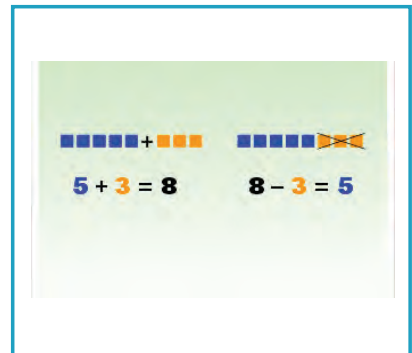 +
5 + 3 = 8
8 – 3 = 5